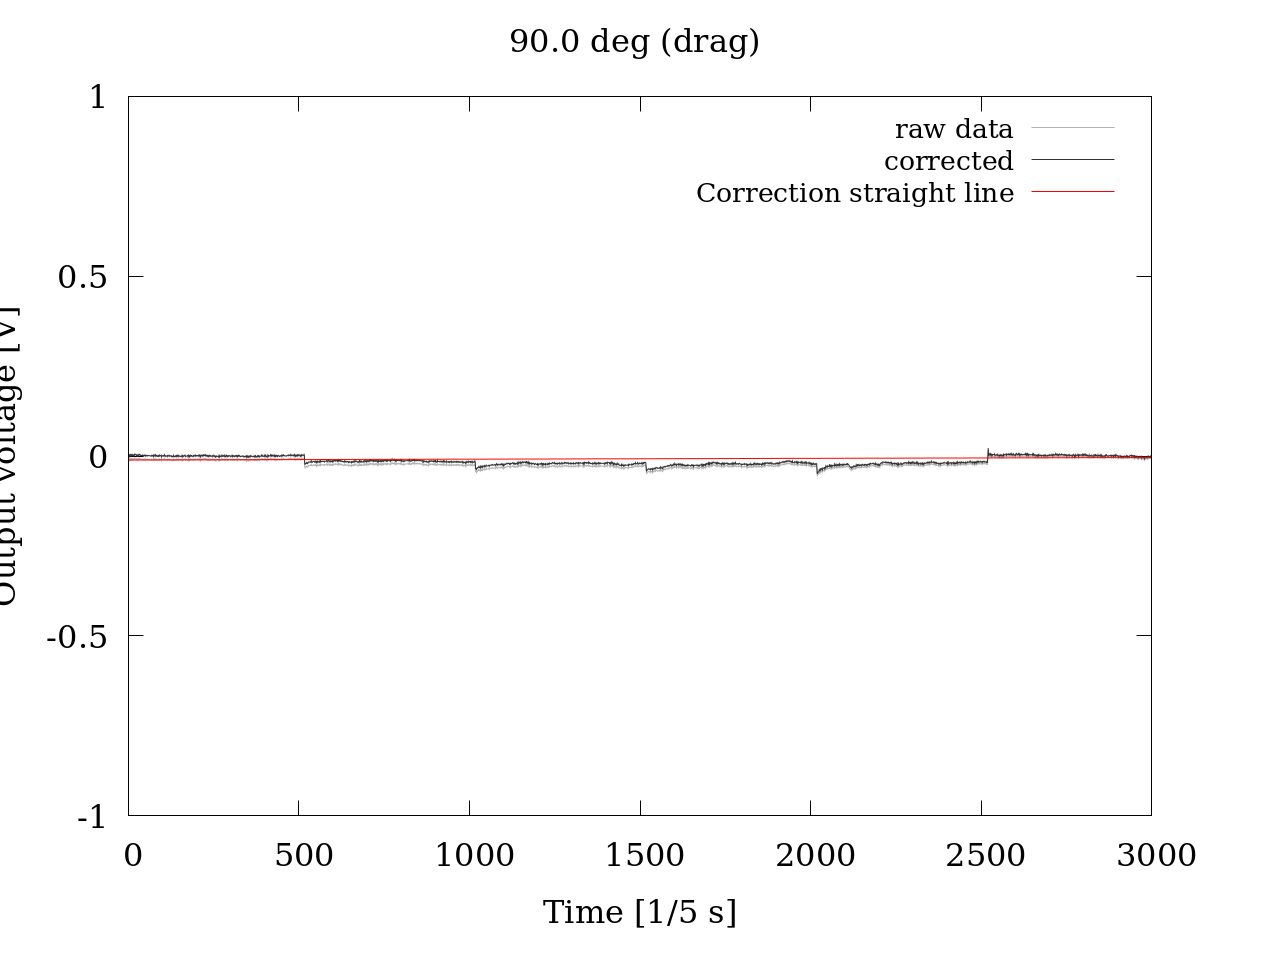 90.0 deg (drag)
raw data
corrected
Correction straight line
1
0.5
0
-0.5
-1
Output voltage [V]
0 500 1000 1500 2000 2500 3000
Time [1/5 s]